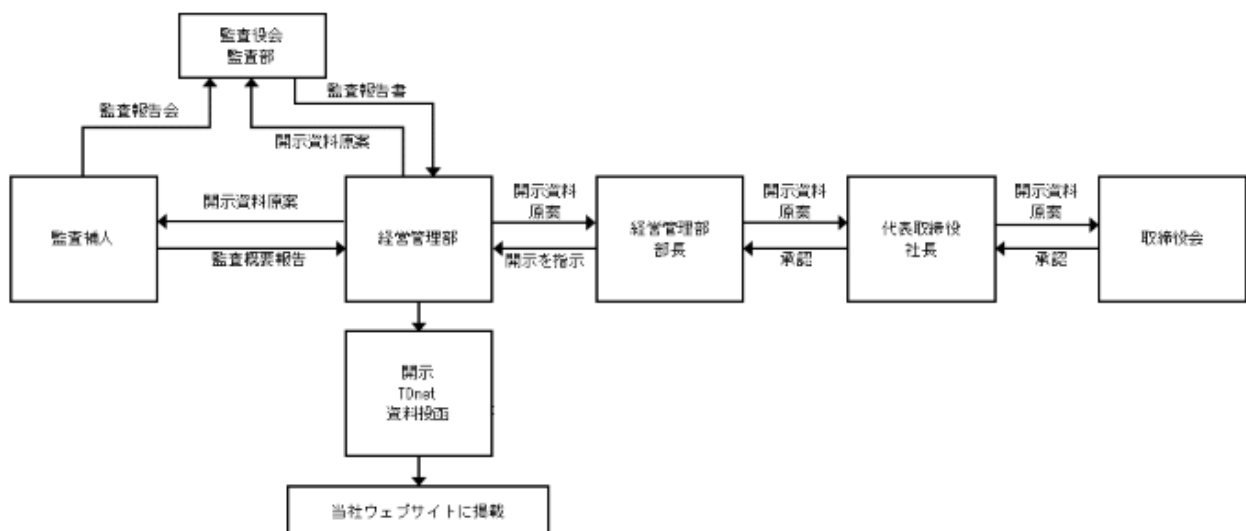 監査役会
監査部
監査報告会
監査報告書
開示資料原案
監査補人
開示資料原案
監査概要報告
経営管理部
開示資料
原案
開示を指示
経営管理部
部長
開示資料
原案
承認
代表取締役
社長
開示資料
原案
承認
取締役会
開示
TDnet
資料投函
当社ウェブサイトに掲載